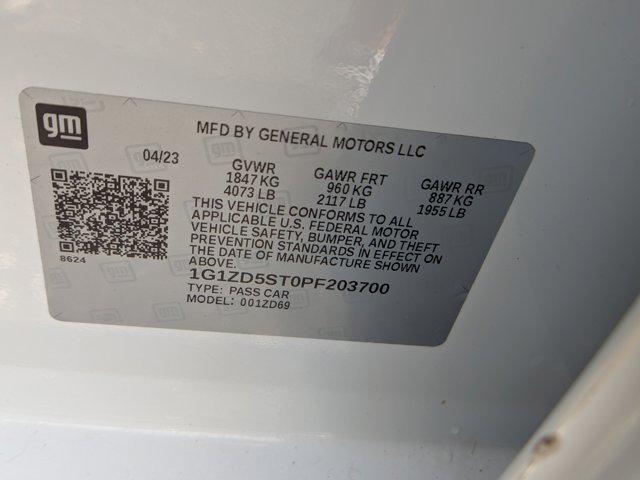 gm
MFD BY GENERAL MOTORS LLC
04/23
GVWR GAWR FRT GAWR RR
1847 KG 960 KG 887 KG
4073 LB 2117 LB 1955 LB
THIS VEHICLE CONFORMS TO ALL
APPLICABLE U.S. FEDERAL MOTOR
VEHICLE SAFETY, BUMPER, AND THEFT
PREVENTION STANDARDS IN EFFECT ON
THE DATE OF MANUFACTURE SHOWN
ABOVE.
8624
1G1ZD5ST0PF203700
TYPE: PASS CAR
MODEL: 001ZD69